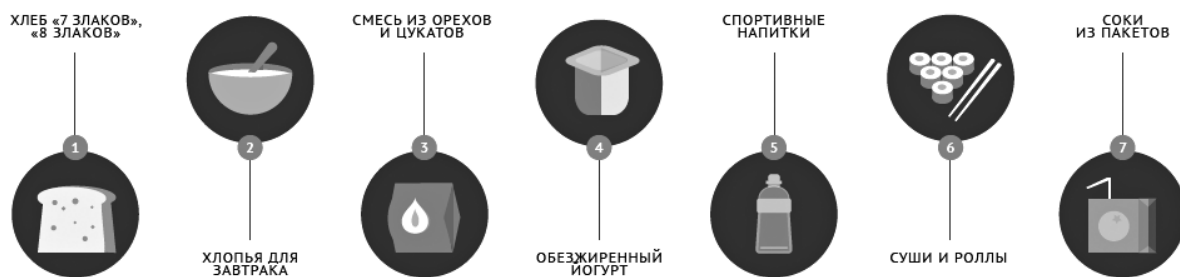 ХЛЕБ «7 ЗЛАКОВ»,
«8 ЗЛАКОВ»
1
2
ХЛОПЬЯ ДЛЯ
ЗАВТРАКА
СМЕСЬ ИЗ ОРЕХОВ
И ЦУКАТОВ
3
4
ОБЕЗЖИРЕННЫЙ
ЙОГУРТ
СПОРТИВНЫЕ
НАПИТКИ
5
6
СУШИ И РОЛЛЫ
СОКИ
ИЗ ПАКЕТОВ
7